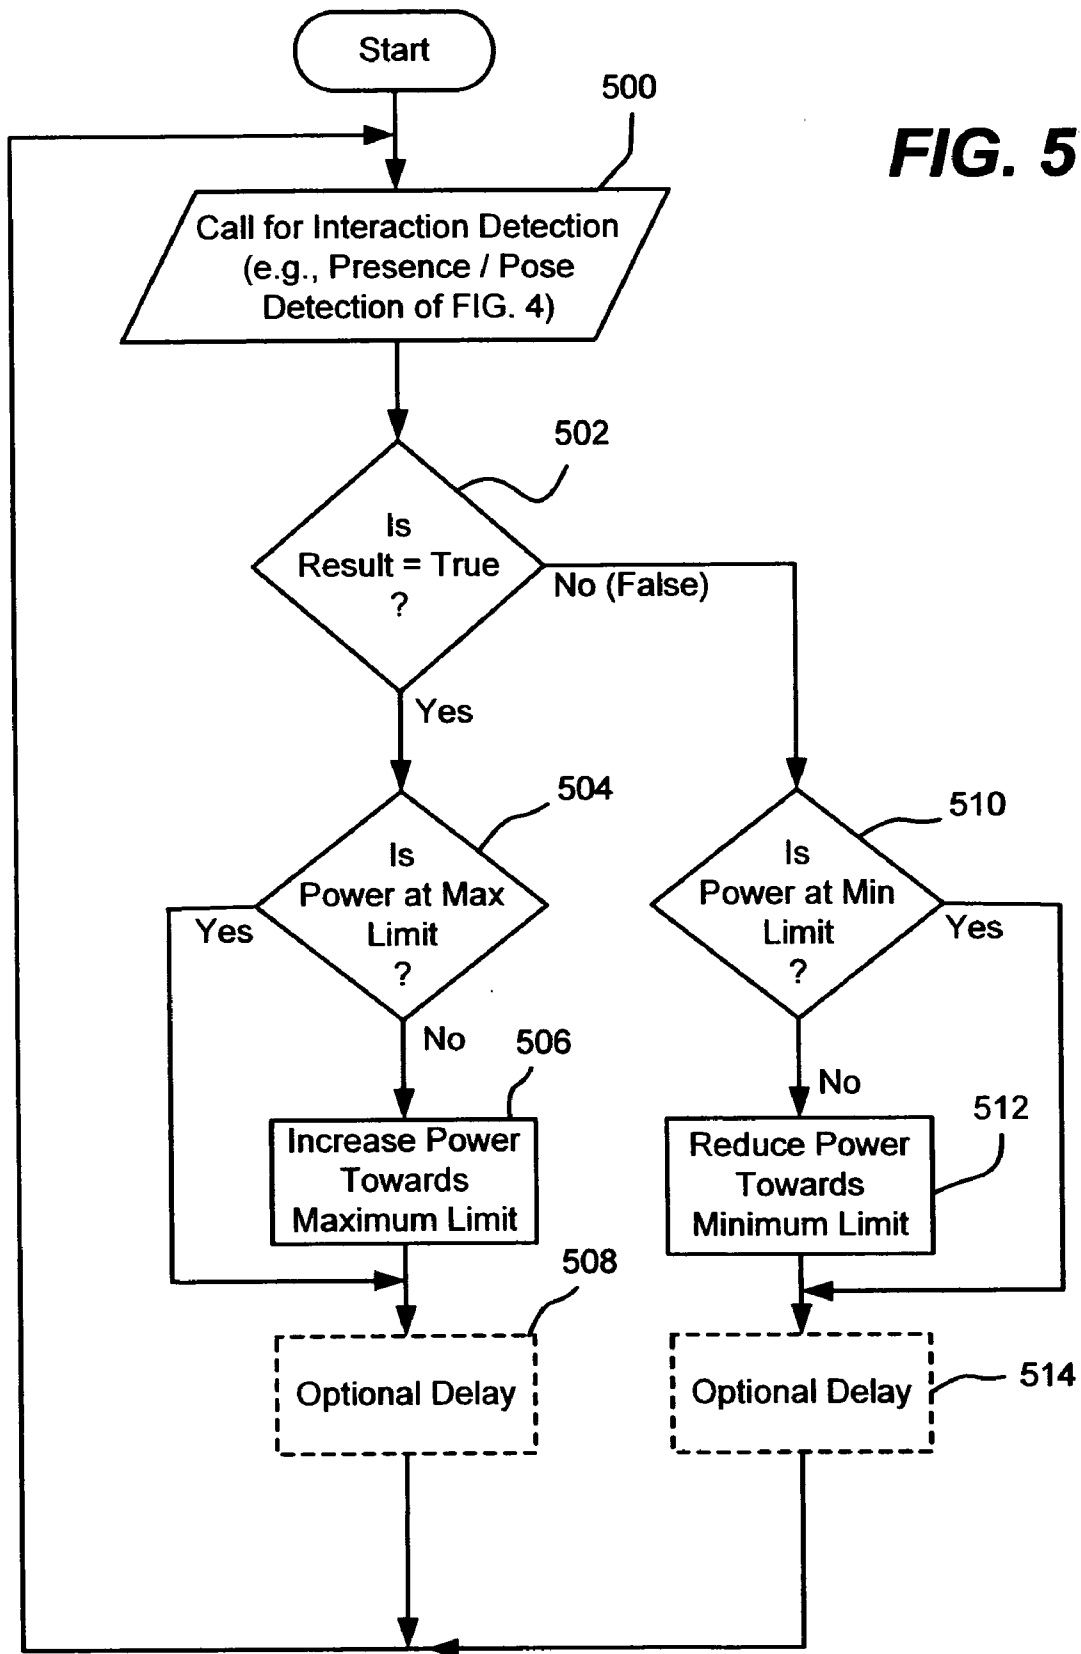 Start
500
FIG. 5
Call for Interaction Detection
(e.g., Presence / Pose
Detection of FIG. 4)
502
Is
Result = True
?
No (False)
Yes
504
Is
Power at Max
Limit
?
Yes
No
510
Is
Power at Min
Limit
?
Yes
No
506
Increase Power
Towards
Maximum Limit
512
Reduce Power
Towards
Minimum Limit
508
Optional Delay
Optional Delay
514